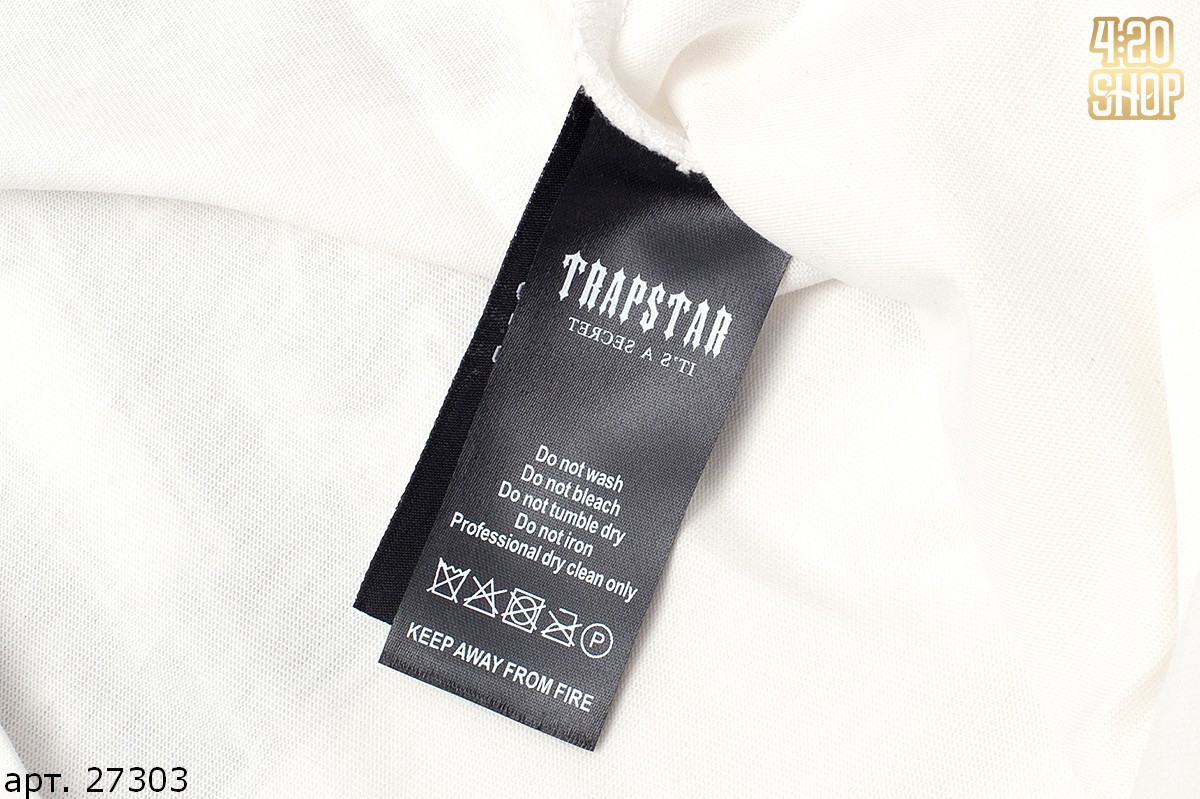 4:20
SHOP
TRAPSTAR
IT'S A SECRET
Do not wash
Do not bleach
Do not tumble dry
Do not iron
Professional dry clean only
P
KEEP AWAY FROM FIRE
арт. 27303